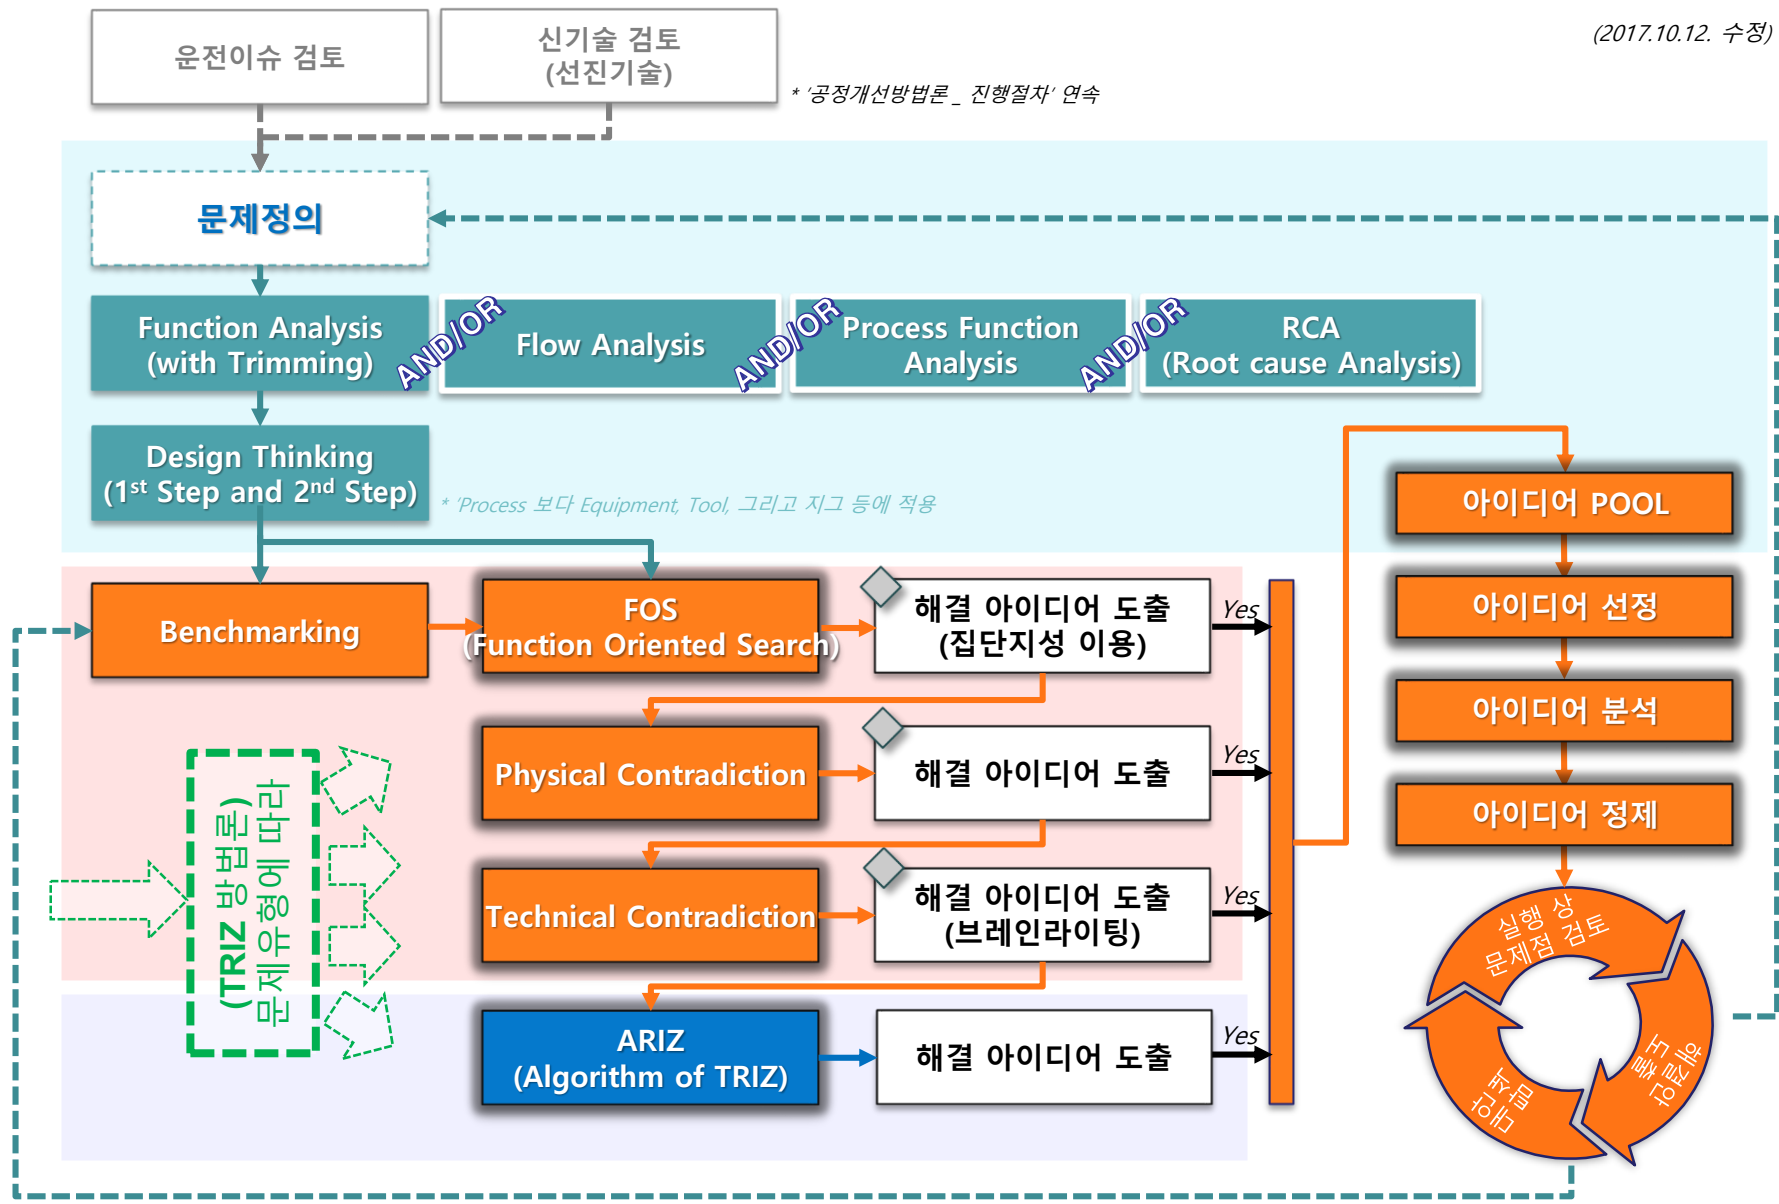 운전이슈 검토
신기술 검토
(선진기술)
(2017.10.12. 수정)
* '공정개선방법론 _ 진행절차' 연속
문제정의
Function Analysis
(with Trimming)
AND/OR
Flow Analysis
AND/OR
Process Function
Analysis
AND/OR
RCA
(Root cause Analysis)
Design Thinking
(1st Step and 2nd Step)
* 'Process 보다 Equipment, Tool, 그리고 지그 등에 적용
Benchmarking
FOS
(Function Oriented Search)
해결 아이디어 도출
(집단지성 이용)
Yes
Physical Contradiction
해결 아이디어 도출
Yes
Technical Contradiction
해결 아이디어 도출
(브레인라이팅)
Yes
ARIZ
(Algorithm of TRIZ)
해결 아이디어 도출
Yes
문제유형에 따라
(TRIZ 방법론)
아이디어 POOL
아이디어 선정
아이디어 분석
아이디어 정제
실행 상
문제점 검토
해결안
도출
대안
탐색